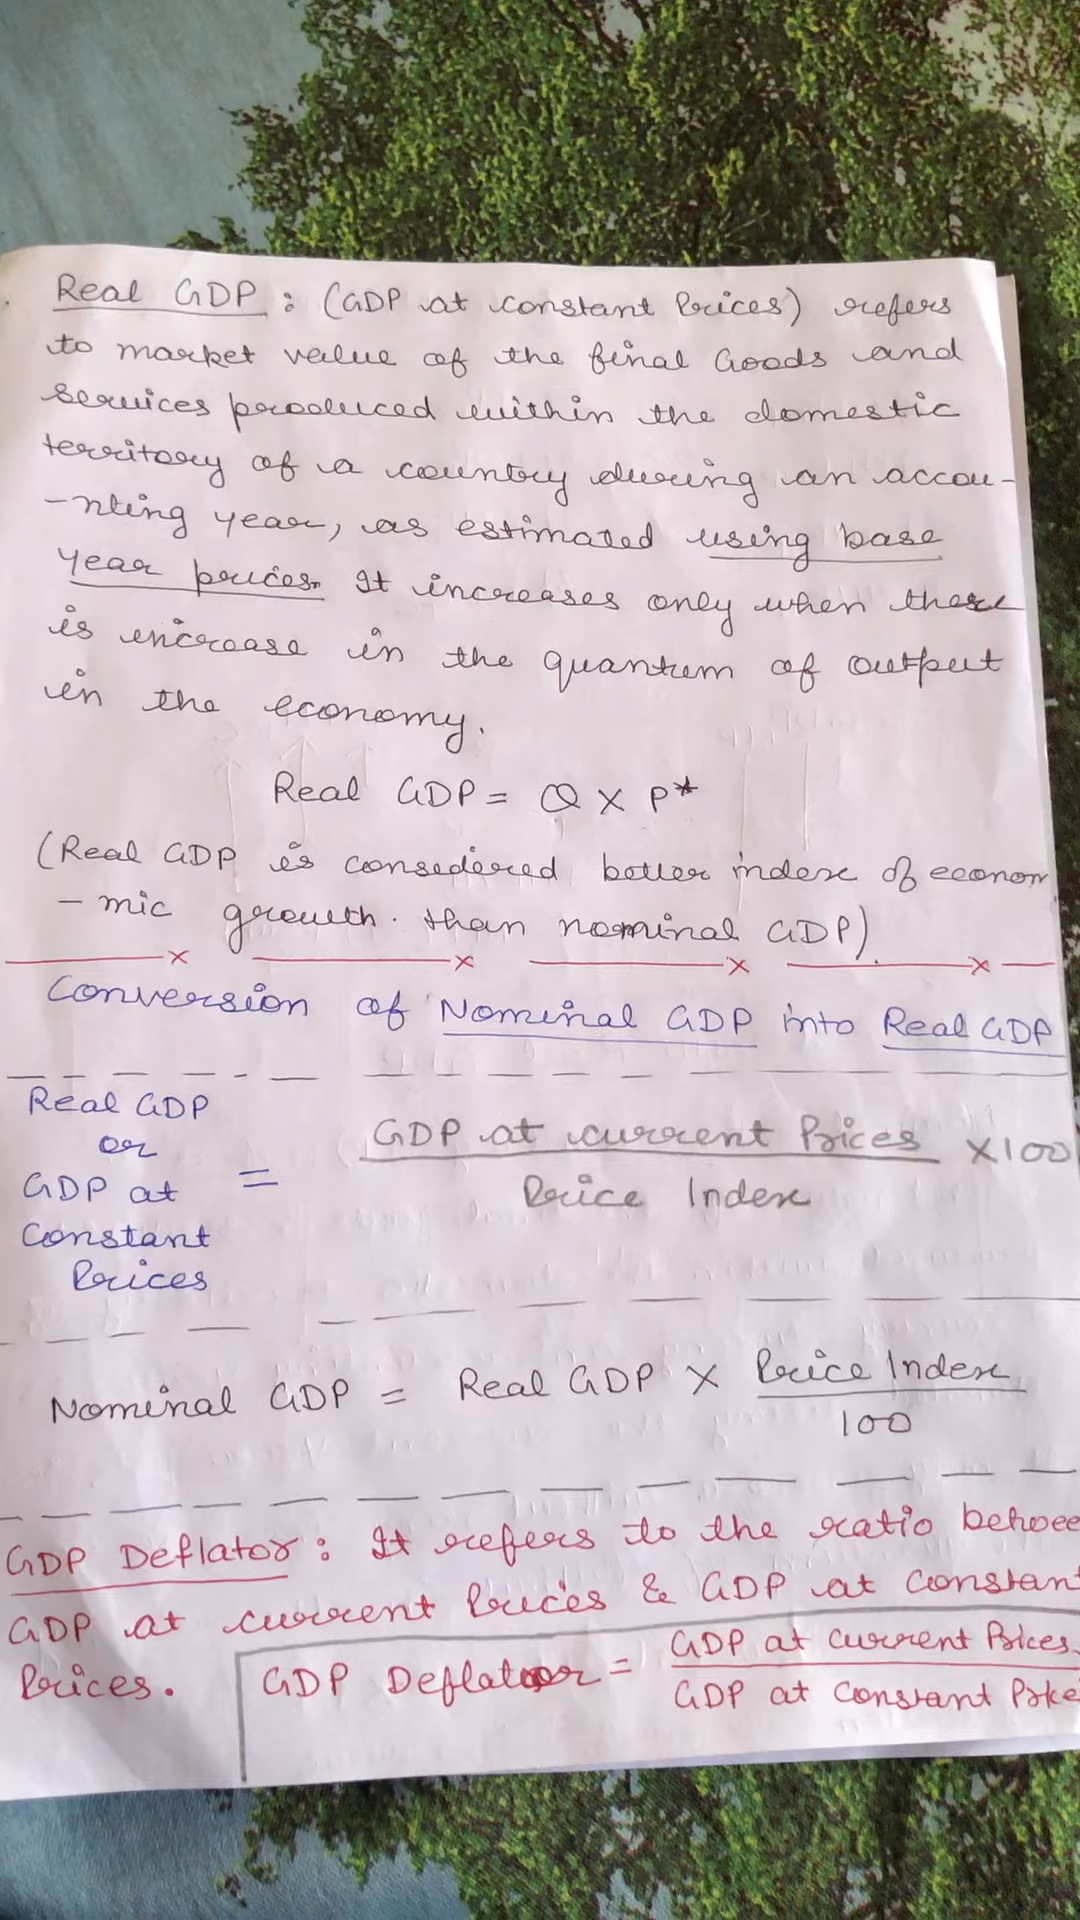 Real GDP : (GDP at constant Prices) refers
to market value of the final Goods and
services produced within the domestic
territory of a country during an accou-
-nting year, as estimated using base
year prices. It increases only when there
is increase in the quantum of output
in the economy.
Real GDP = Q X P*
(Real GDP is considered better index of econom
- mic growth. than nominal GDP).
Conversion of Nominal GDP into Real GDP
Real GDP
or
GDP at
Constant
Prices
=
GDP at current Prices X100
Price Index
Nominal GDP = Real GDP X Price Index
100
GDP Deflator : It refers to the ratio betwee
GDP at current Prices & GDP at Constant
Prices.
GDP Deflator = GDP at current Prices
GDP at Constant